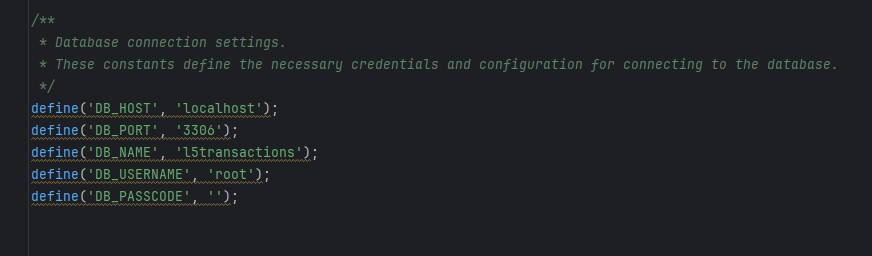 /**
 * Database connection settings.
 * These constants define the necessary credentials and configuration for connecting to the database.
 */
define('DB_HOST', 'localhost');
define('DB_PORT', '3306');
define('DB_NAME', 'l5transactions');
define('DB_USERNAME', 'root');
define('DB_PASSCODE', '');